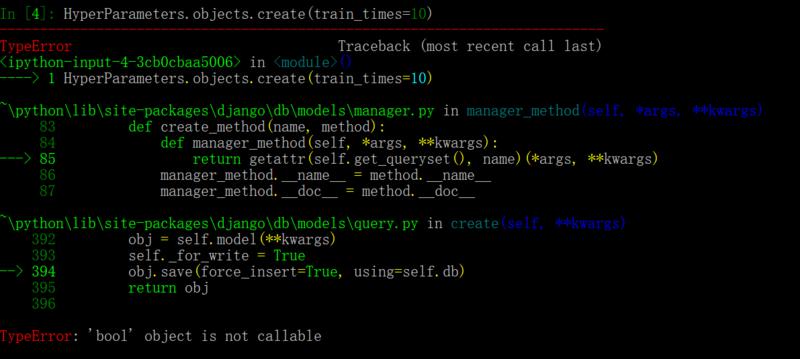 In [4]: HyperParameters.objects.create(train_times=10)
---------------------------------------------------------------------------
TypeError                                 Traceback (most recent call last)
<ipython-input-4-3cb0cbaa5006> in <module>()
----> 1 HyperParameters.objects.create(train_times=10)

~\python\lib\site-packages\django\db\models\manager.py in manager_method(self, *args, **kwargs)
     83         def create_method(name, method):
     84             def manager_method(self, *args, **kwargs):
---> 85                 return getattr(self.get_queryset(), name)(*args, **kwargs)
     86             manager_method.__name__ = method.__name__
     87             manager_method.__doc__ = method.__doc__

~\python\lib\site-packages\django\db\models\query.py in create(self, **kwargs)
    392         obj = self.model(**kwargs)
    393         self._for_write = True
--> 394         obj.save(force_insert=True, using=self.db)
    395         return obj
    396

TypeError: 'bool' object is not callable